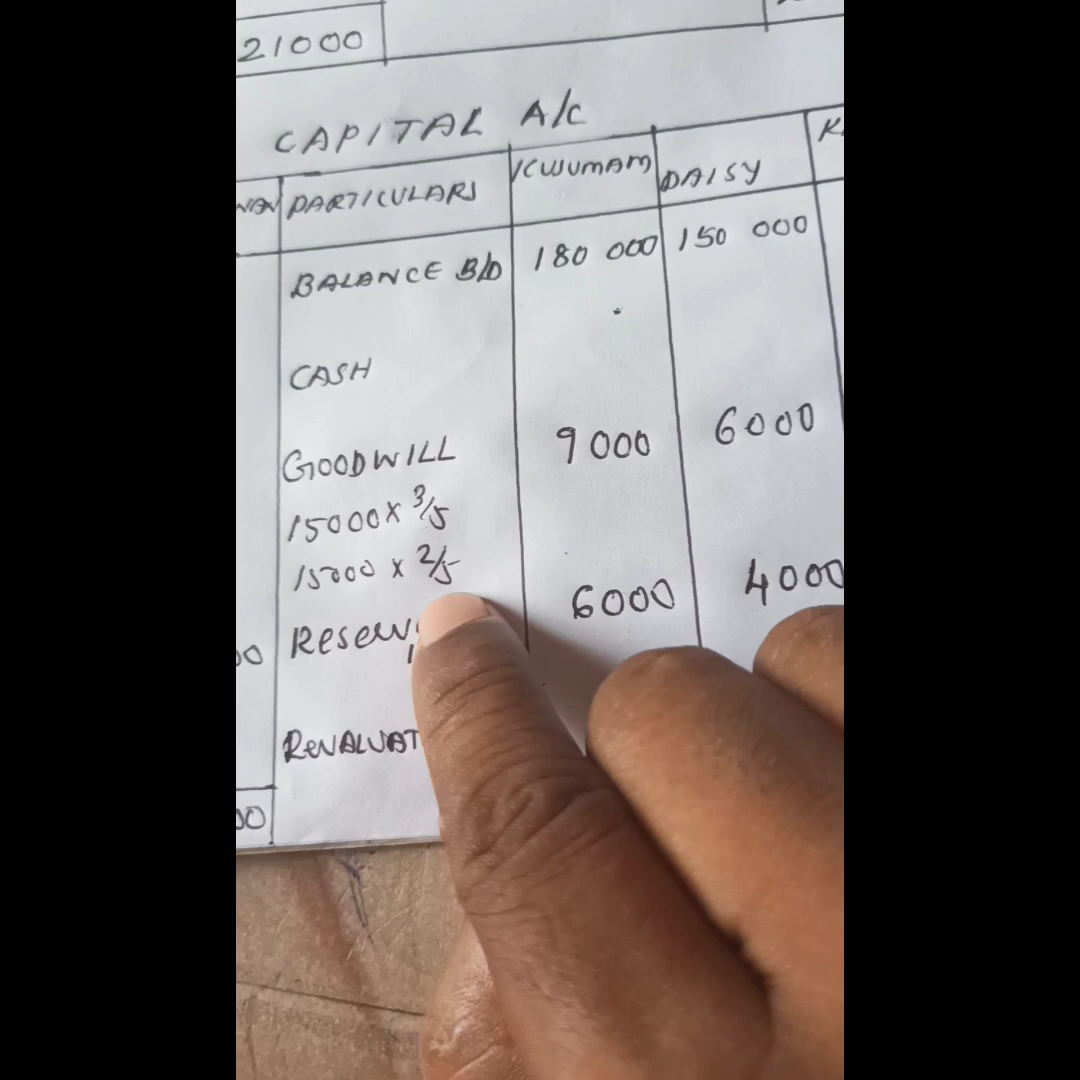 21000
CAPITAL A/C
PARTICULARS KUSUMAM DAISY
BALANCE B/D 180 000 150 000
CASH
GOODWILL 9000 6000
15000 x 3/5
15000 x 2/5
6000 4000